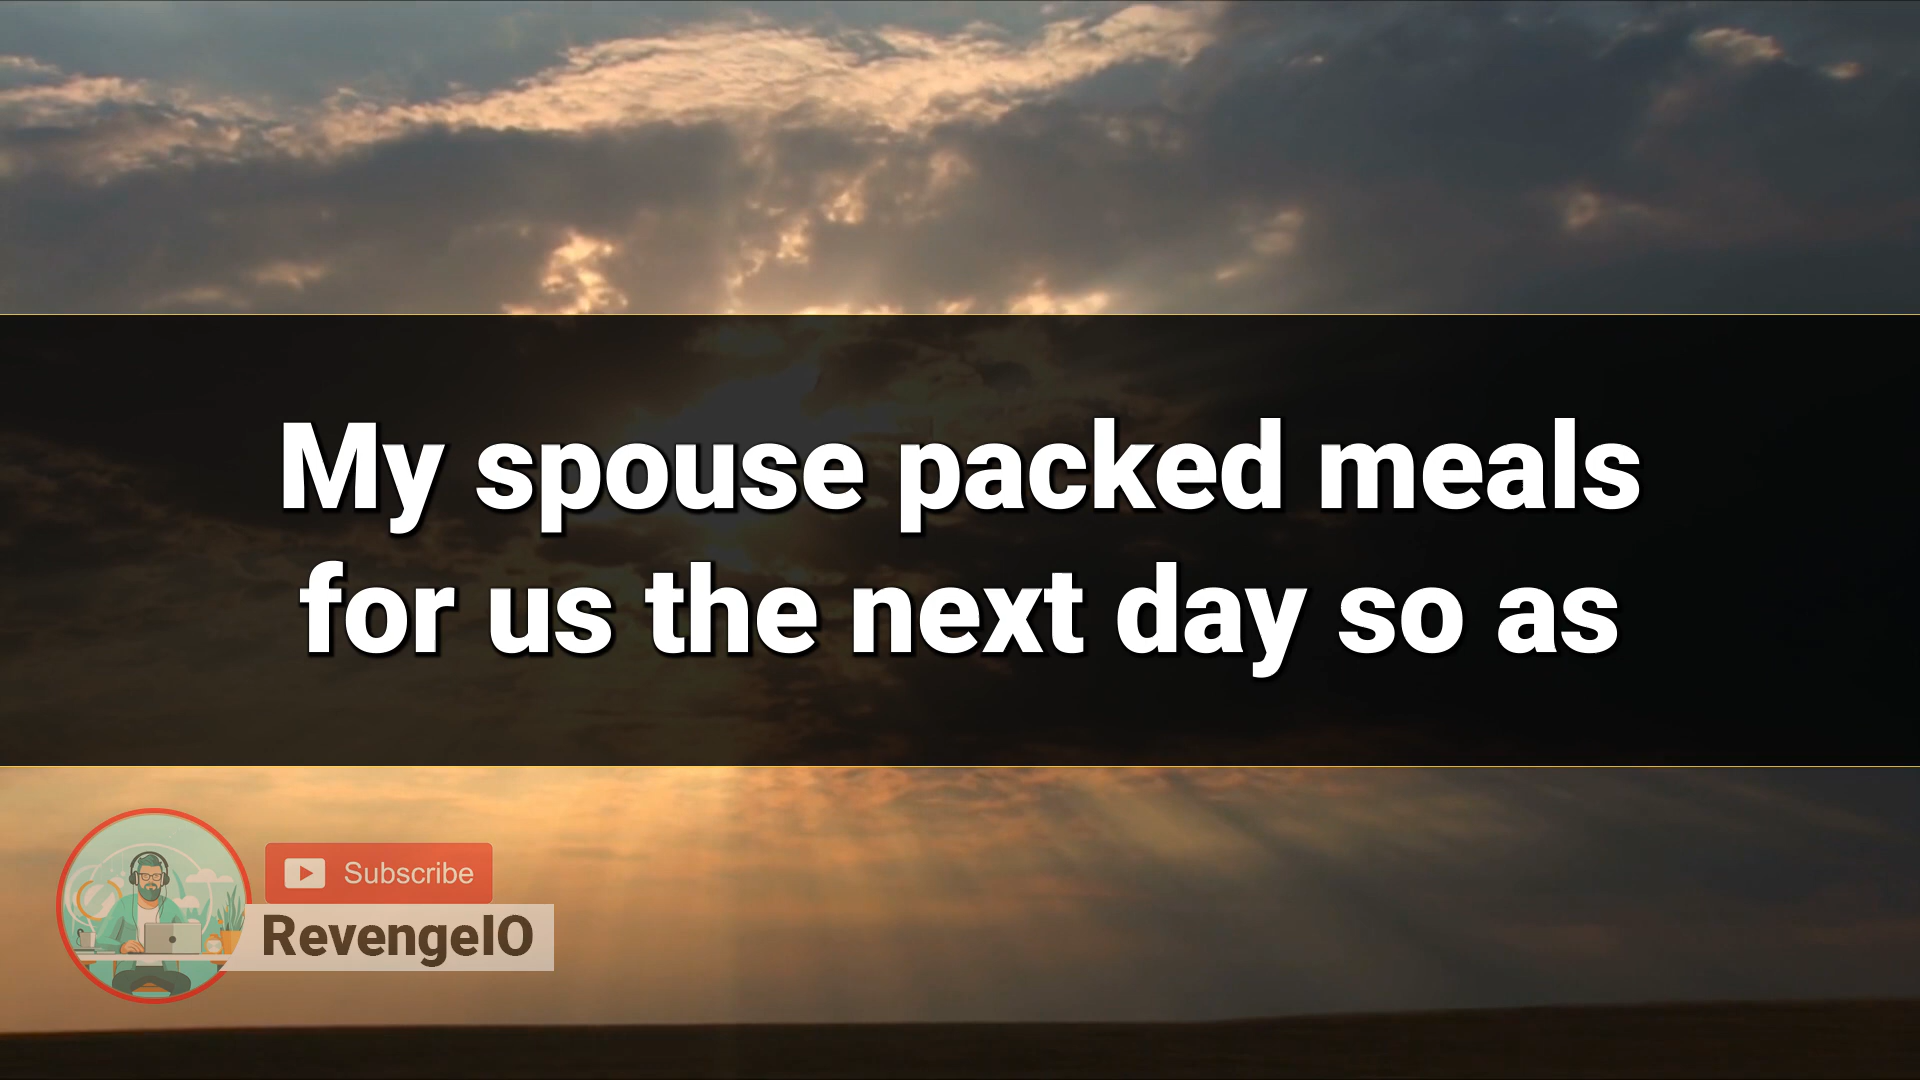 My spouse packed meals
for us the next day so as
Subscribe
RevengeIO